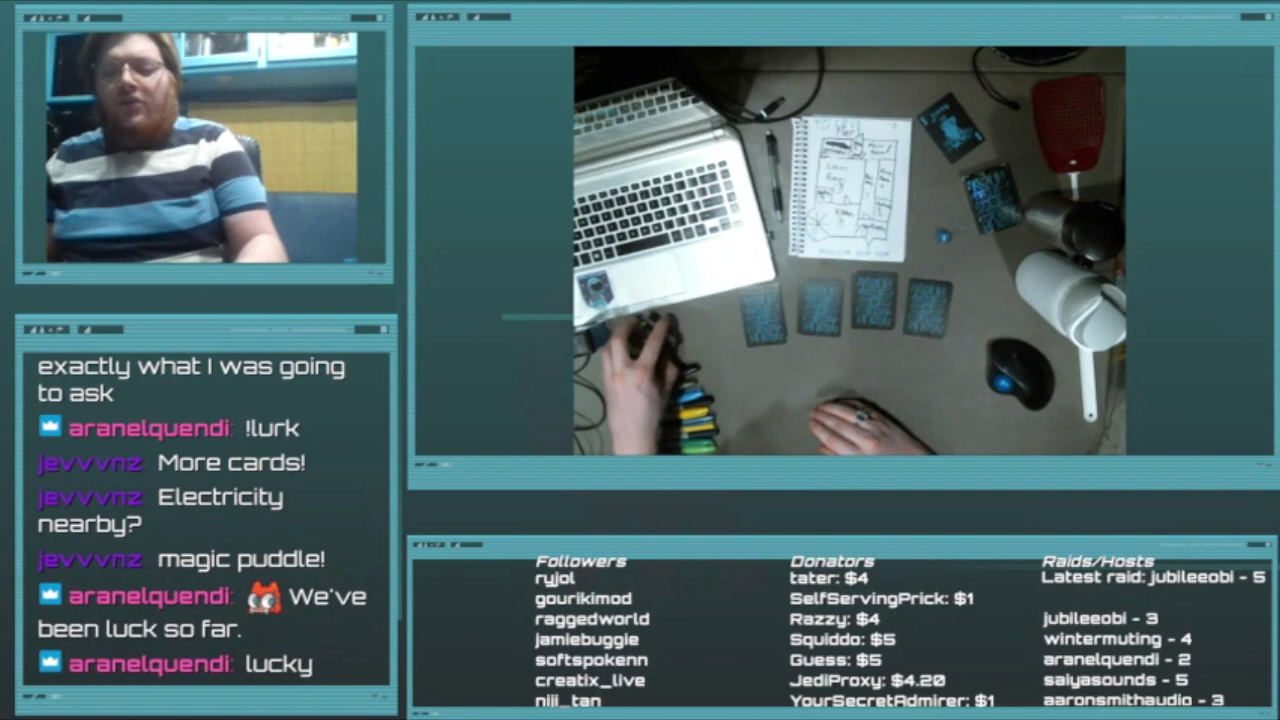 exactly what I was going
to ask
aranelquendi: !lurk
jevvvnz More cards!
jevvvnz Electricity
nearby?
jevvvnz magic puddle!
aranelquendi: We've
been luck so far.
aranelquendi: lucky
Followers
ryjol
gourikimod
raggedworld
jamiebuggie
softspokenn
creatix_live
niji_tan
Donators
tater: $4
SelfServingPrick: $1
Razzy: $4
Squiddo: $5
Guess: $5
JediProxy: $4.20
YourSecretAdmirer: $1
Raids/Hosts
Latest raid: jubileeobi - 5
jubileeobi - 3
wintermuting - 4
aranelquendi - 2
saiyasounds - 5
aaronsmithaudio - 3